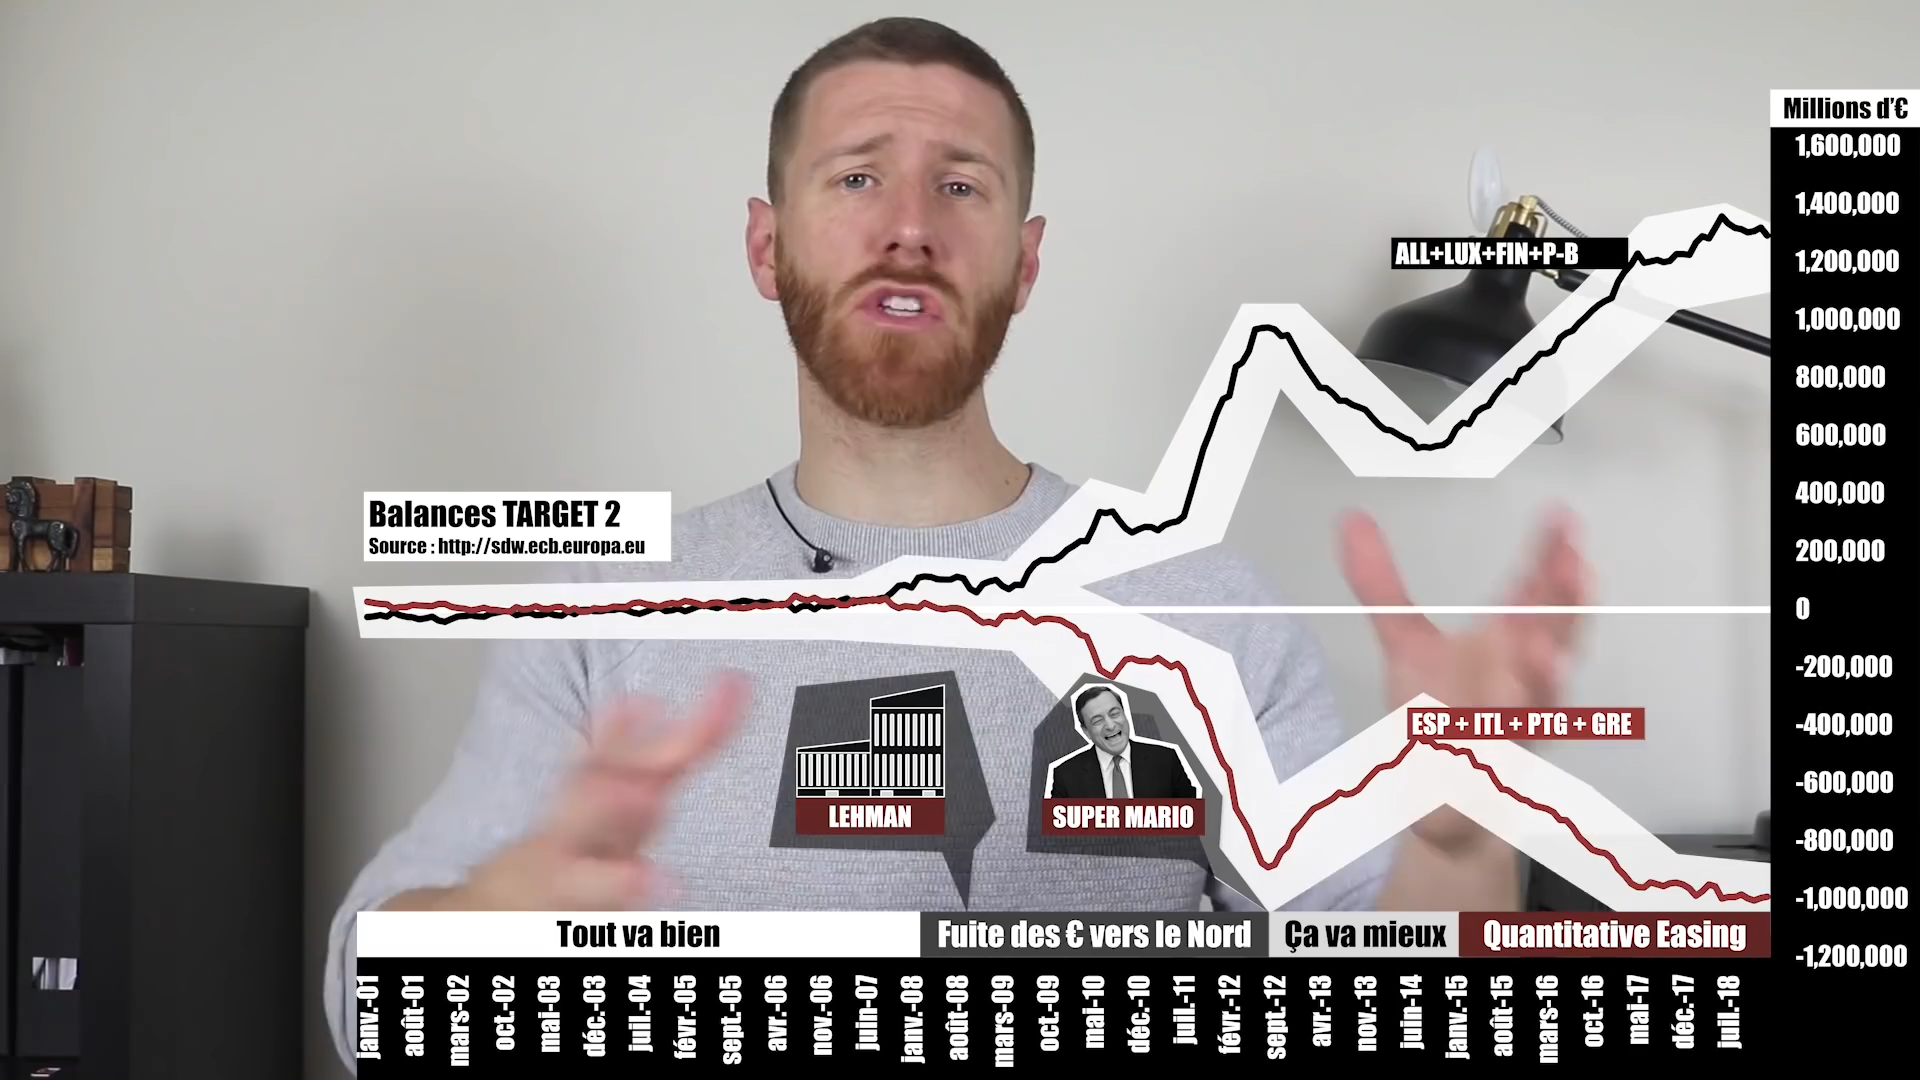 Millions d'€
1,600,000
1,400,000
1,200,000
1,000,000
800,000
600,000
400,000
200,000
0
-200,000
-400,000
-600,000
-800,000
-1,000,000
-1,200,000
ALL+LUX+FIN+P-B
Balances TARGET 2
Source : http://sdw.ecb.europa.eu
ESP + ITL + PTG + GRE
LEHMAN
SUPER MARIO
Tout va bien
Fuite des € vers le Nord
Ça va mieux
Quantitative Easing
janv.-01
août-01
mars-02
oct.-02
mai-03
déc.-03
juil.-04
févr.-05
sept.-05
avr.-06
nov.-06
juin-07
janv.-08
août-08
mars-09
oct.-09
mai-10
déc.-10
juil.-11
févr.-12
sept.-12
avr.-13
nov.-13
juin-14
janv.-15
août-15
mars-16
oct.-16
mai-17
déc.-17
juil.-18